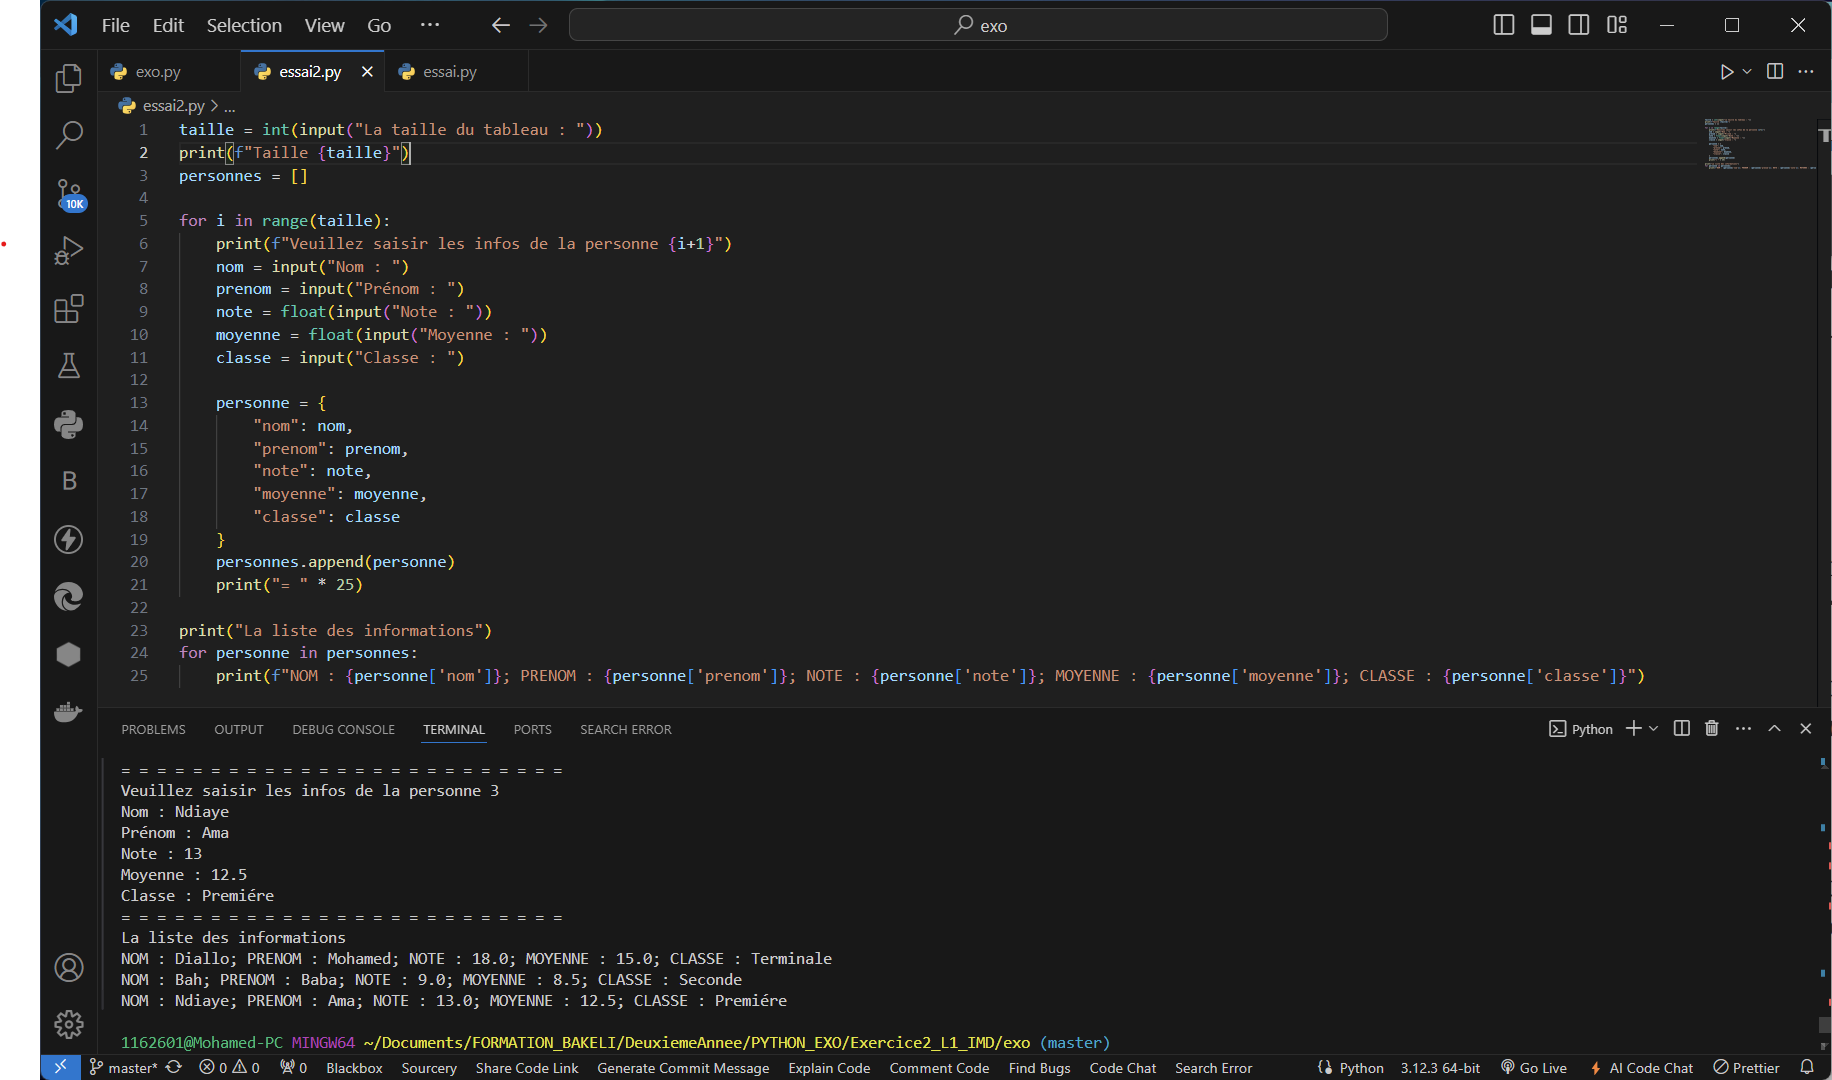 File Edit Selection View Go ··· exo
exo.py essai2.py essai.py
essai2.py > ...
1 taille = int(input("La taille du tableau : "))
2 print(f"Taille {taille}")
3 personnes = []
4
5 for i in range(taille):
6 print(f"Veuillez saisir les infos de la personne {i+1}")
7 nom = input("Nom : ")
8 prenom = input("Prénom : ")
9 note = float(input("Note : "))
10 moyenne = float(input("Moyenne : "))
11 classe = input("Classe : ")
12
13 personne = {
14 "nom": nom,
15 "prenom": prenom,
16 "note": note,
17 "moyenne": moyenne,
18 "classe": classe
19 }
20 personnes.append(personne)
21 print("= " * 25)
22
23 print("La liste des informations")
24 for personne in personnes:
25 print(f"NOM : {personne['nom']}; PRENOM : {personne['prenom']}; NOTE : {personne['note']}; MOYENNE : {personne['moyenne']}; CLASSE : {personne['classe']}")
10K
B
PROBLEMS OUTPUT DEBUG CONSOLE TERMINAL PORTS SEARCH ERROR Python
= = = = = = = = = = = = = = = = = = = = = = = = =
Veuillez saisir les infos de la personne 3
Nom : Ndiaye
Prénom : Ama
Note : 13
Moyenne : 12.5
Classe : Premiére
= = = = = = = = = = = = = = = = = = = = = = = = =
La liste des informations
NOM : Diallo; PRENOM : Mohamed; NOTE : 18.0; MOYENNE : 15.0; CLASSE : Terminale
NOM : Bah; PRENOM : Baba; NOTE : 9.0; MOYENNE : 8.5; CLASSE : Seconde
NOM : Ndiaye; PRENOM : Ama; NOTE : 13.0; MOYENNE : 12.5; CLASSE : Premiére
1162601@Mohamed-PC MINGW64 ~/Documents/FORMATION_BAKELI/DeuxiemeAnnee/PYTHON_EXO/Exercice2_L1_IMD/exo (master)
master* 0 0 0 Blackbox Sourcery Share Code Link Generate Commit Message Explain Code Comment Code Find Bugs Code Chat Search Error Python 3.12.3 64-bit Go Live AI Code Chat Prettier